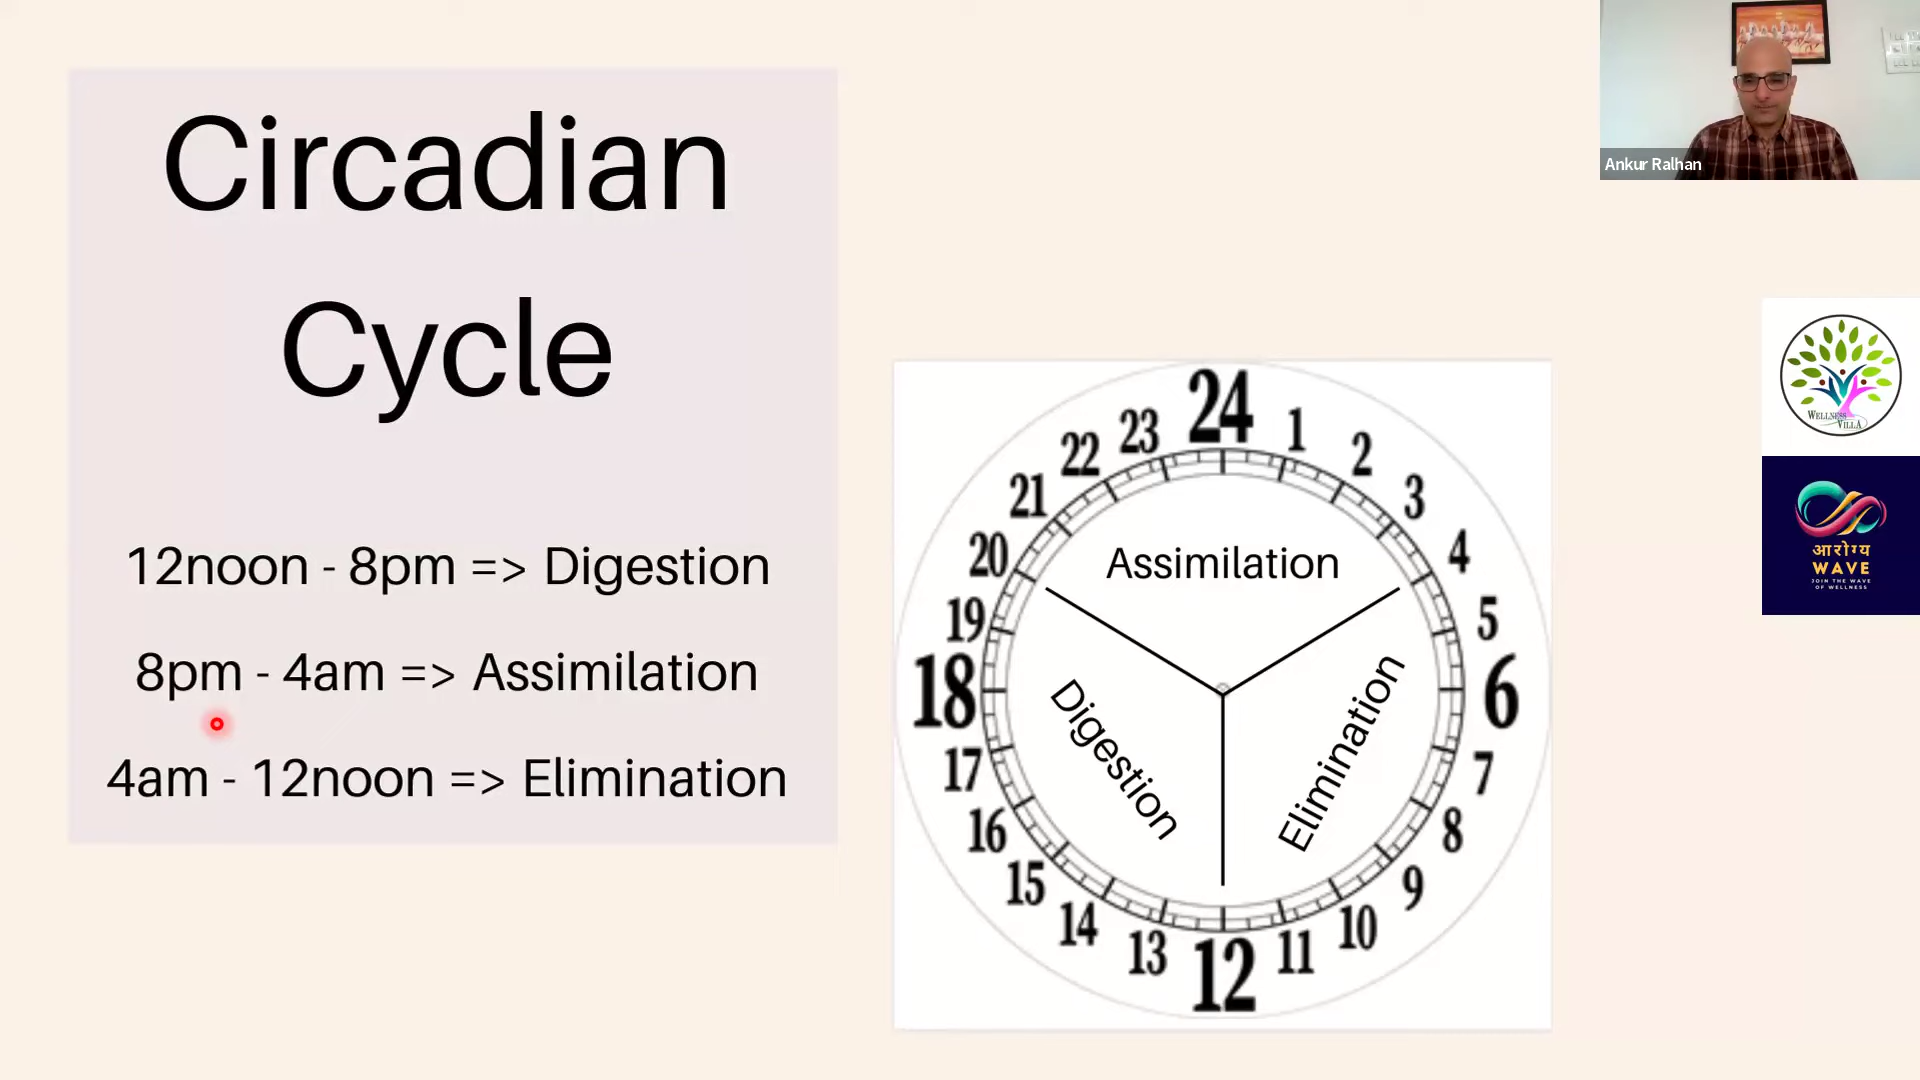 Circadian
Cycle
12noon - 8pm => Digestion
8pm - 4am => Assimilation
4am - 12noon => Elimination
24
1
2
3
4
5
6
7
8
9
10
11
12
13
14
15
16
17
18
19
20
21
22
23
Assimilation
Digestion
Elimination
Ankur Ralhan
WELLNESS
VILLA
आरोग्य
WAVE
JOIN THE WAVE
OF WELLNESS